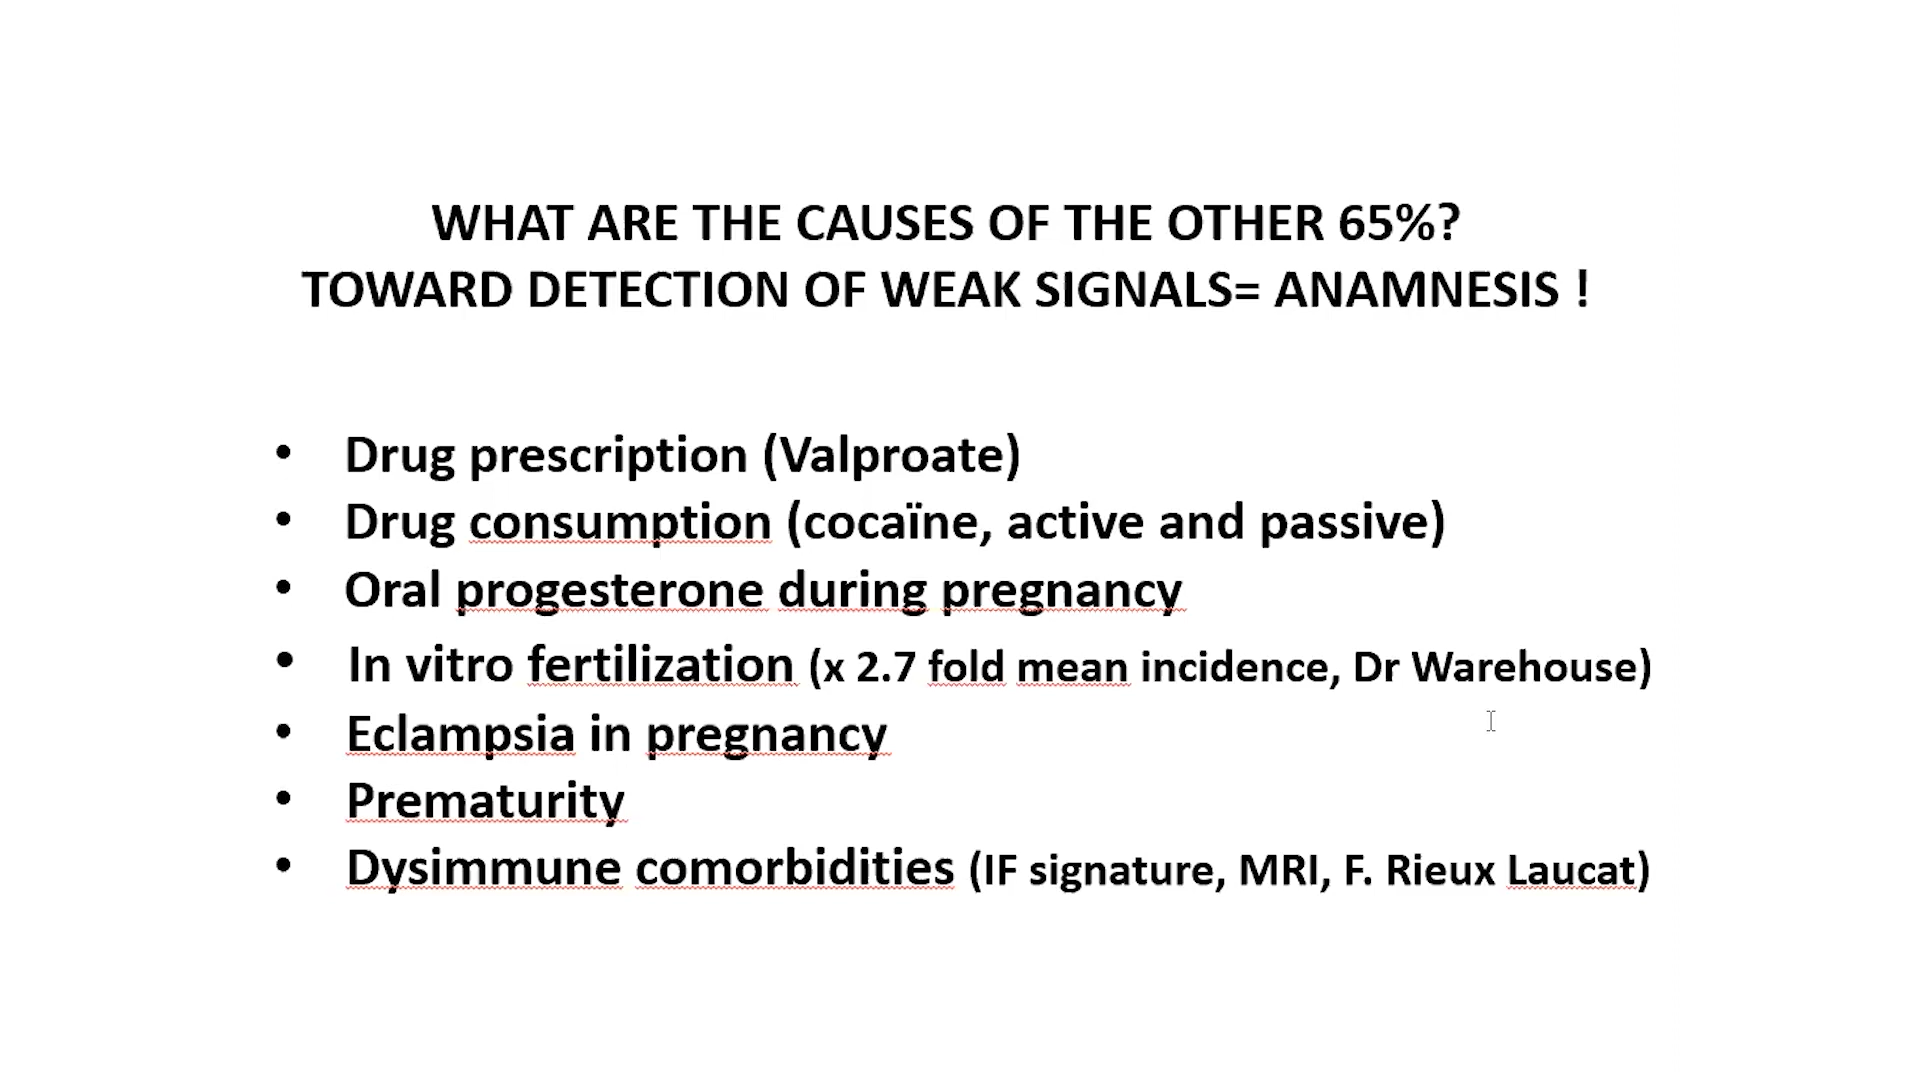 WHAT ARE THE CAUSES OF THE OTHER 65%?
TOWARD DETECTION OF WEAK SIGNALS= ANAMNESIS !
• Drug prescription (Valproate)
• Drug consumption (cocaïne, active and passive)
• Oral progesterone during pregnancy
• In vitro fertilization (x 2.7 fold mean incidence, Dr Warehouse)
• Eclampsia in pregnancy
• Prematurity
• Dysimmune comorbidities (IF signature, MRI, F. Rieux Laucat)